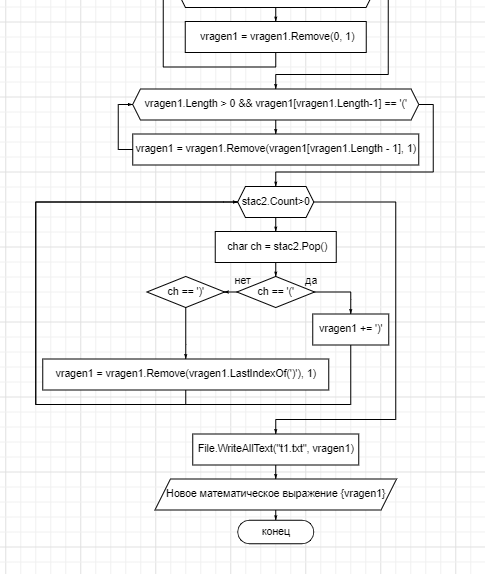 vragen1 = vragen1.Remove(0, 1)
vragen1.Length > 0 && vragen1[vragen1.Length-1] == '('
vragen1 = vragen1.Remove(vragen1[vragen1.Length - 1], 1)
stac2.Count>0
char ch = stac2.Pop()
нет
да
ch == ')'
ch == '('
vragen1 += ')'
vragen1 = vragen1.Remove(vragen1.LastIndexOf(')'), 1)
File.WriteAllText("t1.txt", vragen1)
Новое математическое выражение {vragen1}
конец